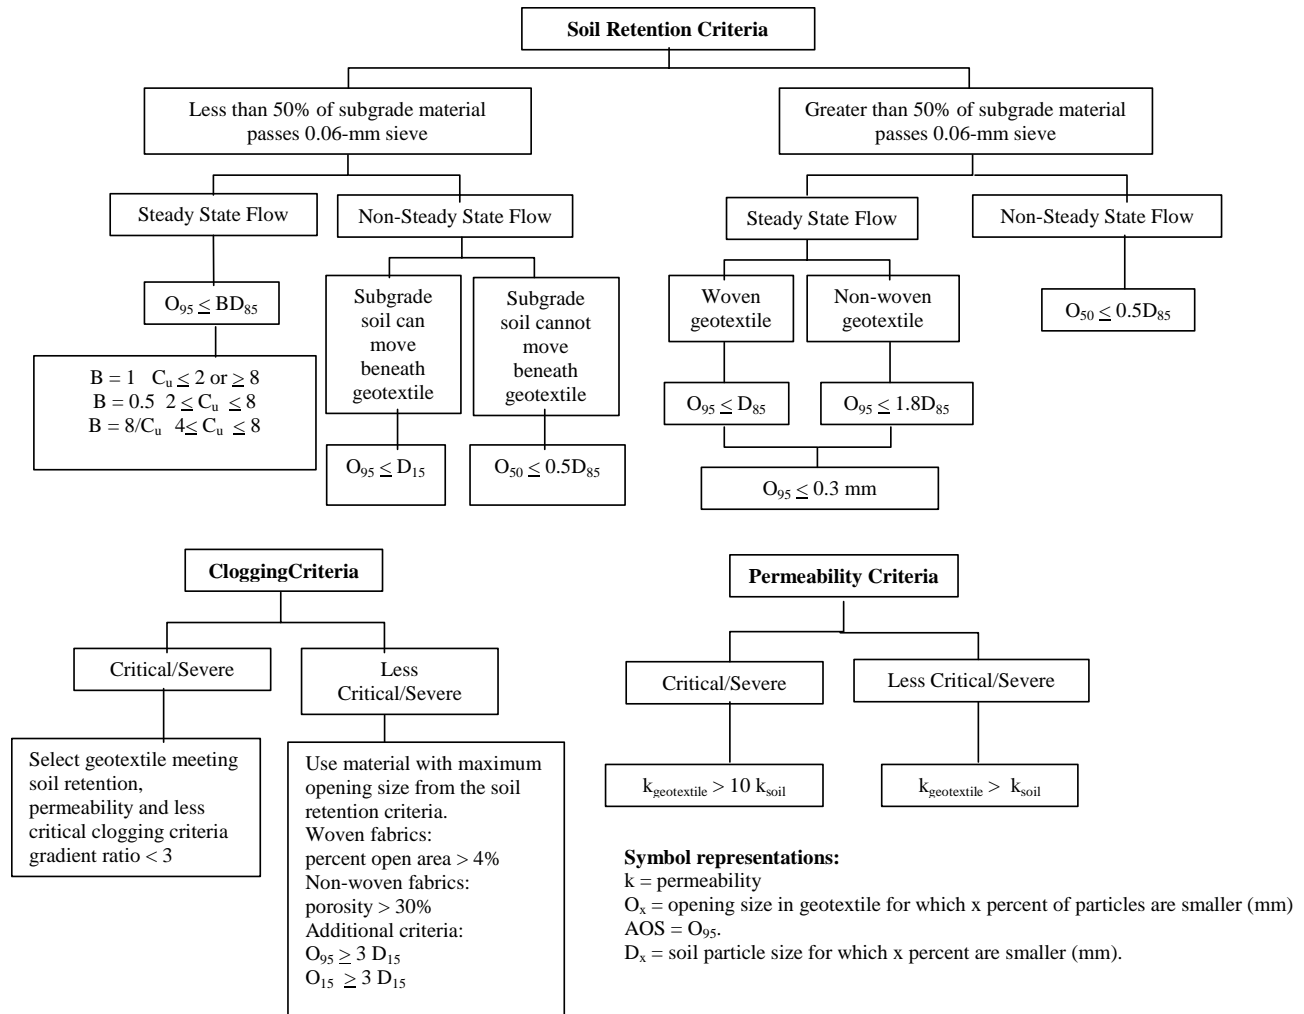 Soil Retention Criteria
Less than 50% of subgrade material
passes 0.06-mm sieve
Greater than 50% of subgrade material
passes 0.06-mm sieve
Steady State Flow
Non-Steady State Flow
Steady State Flow
Non-Steady State Flow
O95 ≤ BD85
B = 1 Cu ≤ 2 or ≥ 8
B = 0.5 2 ≤ Cu ≤ 8
B = 8/Cu 4≤ Cu ≤ 8
Subgrade
soil can
move
beneath
geotextile
Subgrade
soil cannot
move
beneath
geotextile
O95 ≤ D15
O50 ≤ 0.5D85
Woven
geotextile
Non-woven
geotextile
O95 ≤ D85
O95 ≤ 1.8D85
O95 ≤ 0.3 mm
O50 ≤ 0.5D85
CloggingCriteria
Critical/Severe
Less
Critical/Severe
Select geotextile meeting
soil retention,
permeability and less
critical clogging criteria
gradient ratio < 3
Use material with maximum
opening size from the soil
retention criteria.
Woven fabrics:
percent open area > 4%
Non-woven fabrics:
porosity > 30%
Additional criteria:
O95 ≥ 3 D15
O15 ≥ 3 D15
Permeability Criteria
Critical/Severe
Less Critical/Severe
kgeotextile > 10 ksoil
kgeotextile > ksoil
Symbol representations:
k = permeability
Ox = opening size in geotextile for which x percent of particles are smaller (mm)
AOS = O95.
Dx = soil particle size for which x percent are smaller (mm).